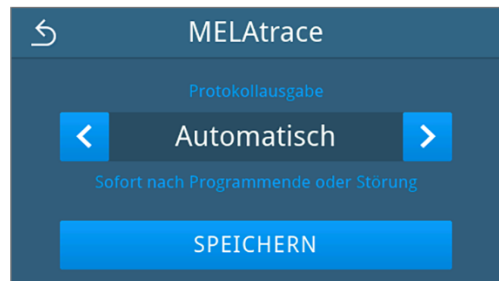 MELAtrace
Protokollausgabe
Automatisch
Sofort nach Programmende oder Störung
SPEICHERN